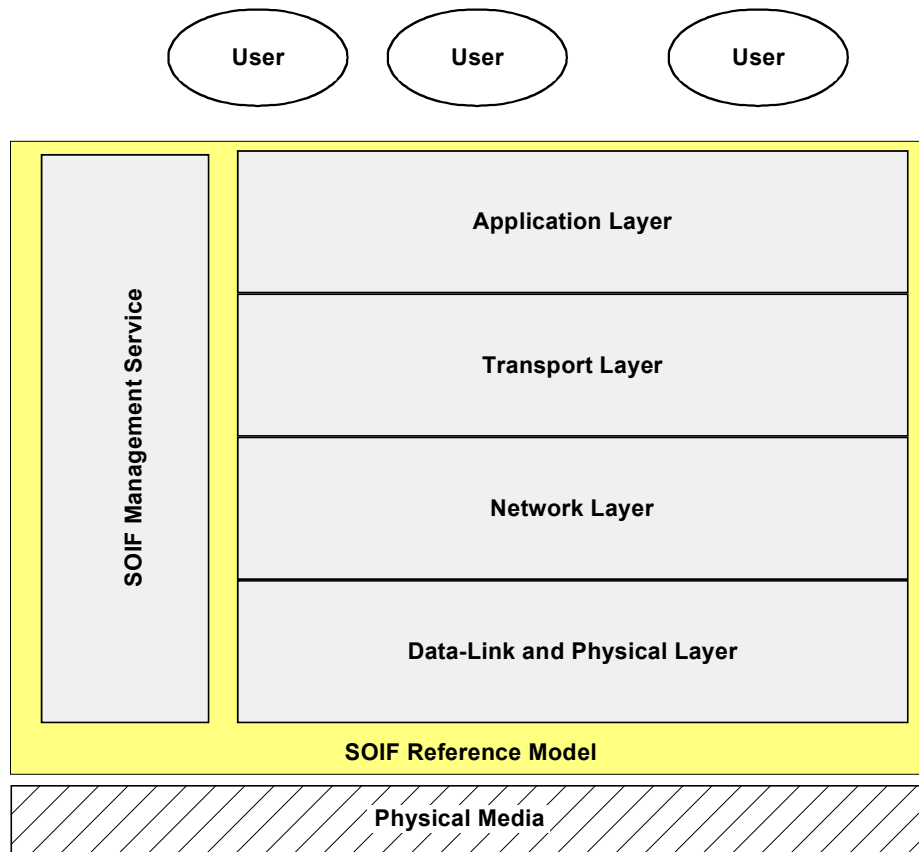 User
User
User
Application Layer
Transport Layer
Network Layer
Data-Link and Physical Layer
SOIF Management Service
SOIF Reference Model
Physical Media